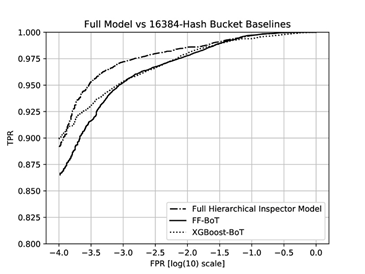 Full Model vs 16384-Hash Bucket Baselines
1.000
0.975
0.950
0.925
0.900
0.875
0.850
0.825
0.800
TPR
Full Hierarchical Inspector Model
FF-BoT
XGBoost-BoT
−4.0 −3.5 −3.0 −2.5 −2.0 −1.5 −1.0 −0.5 0.0
FPR [log(10) scale]